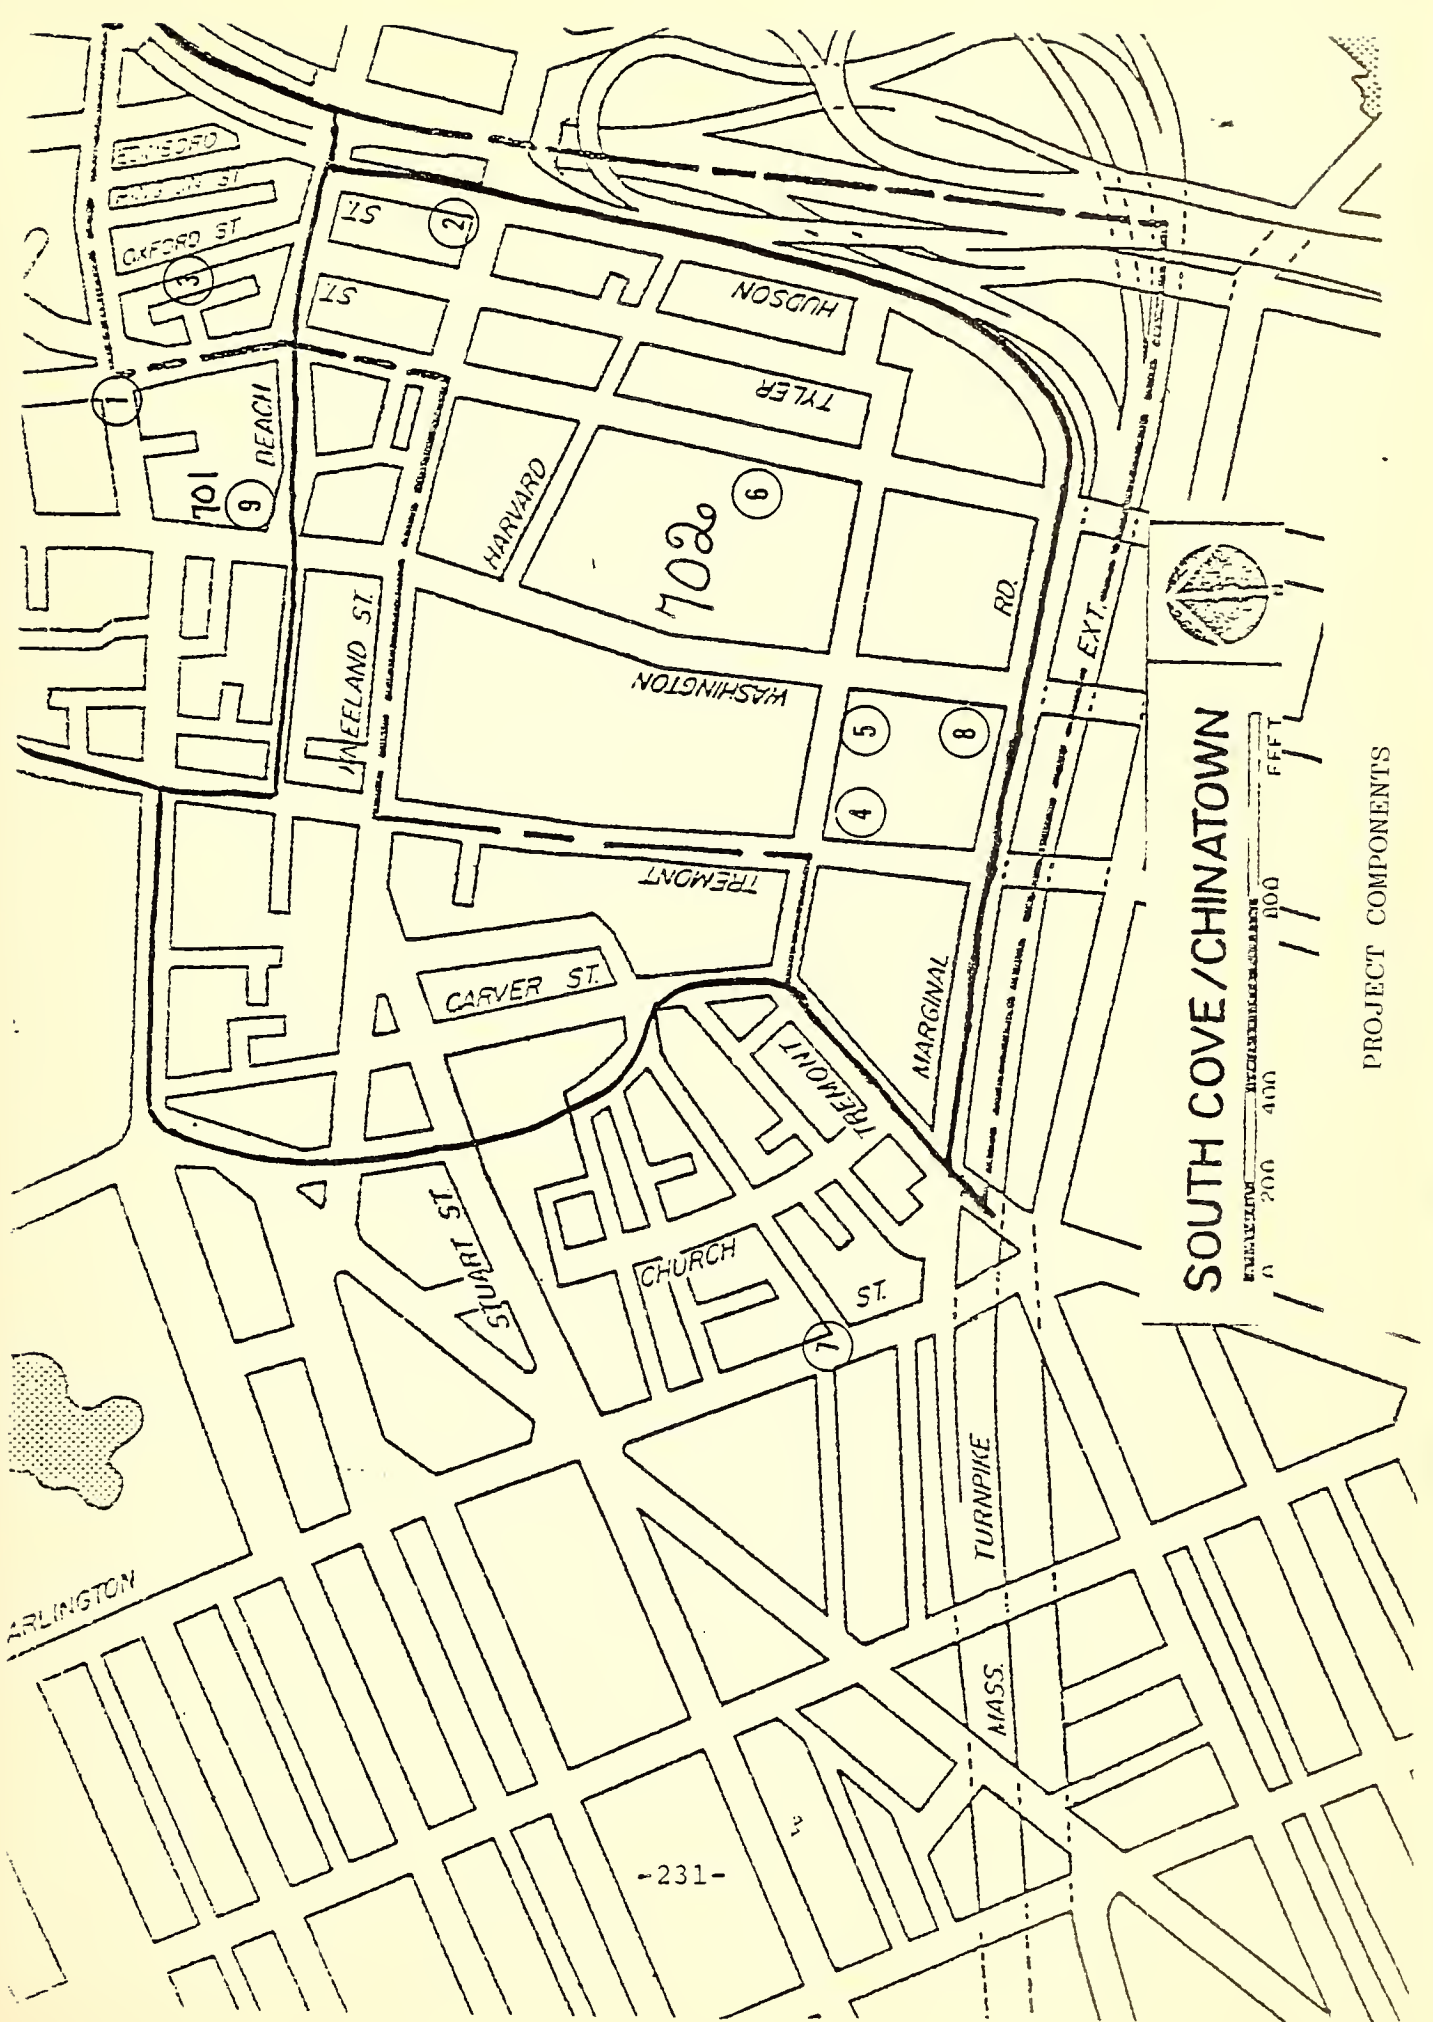 SOUTH COVE/CHINATOWN
0 200 400 800 FEET
PROJECT COMPONENTS
ARLINGTON
STUART ST.
CHURCH
ST.
CARVER ST.
TREMONT
TREMONT
MARGINAL
RD.
MASS.
TURNPIKE
EXT.
KNEELAND ST.
WASHINGTON
HARVARD
TYLER
HUDSON
BEACH
OXFORD ST
ST.
ST.
701
702
1
2
3
4
5
6
7
8
9
-231-